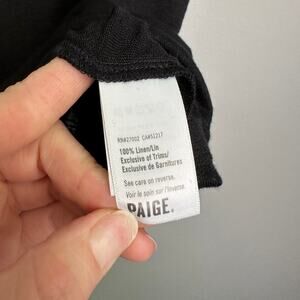 RN#27002 CA#51217
100% Linen/Lin
Exclusive of Trims/
Exclusive de Garnitures
See care on reverse.
Voir le soin sur l'inverse.
PAIGE.